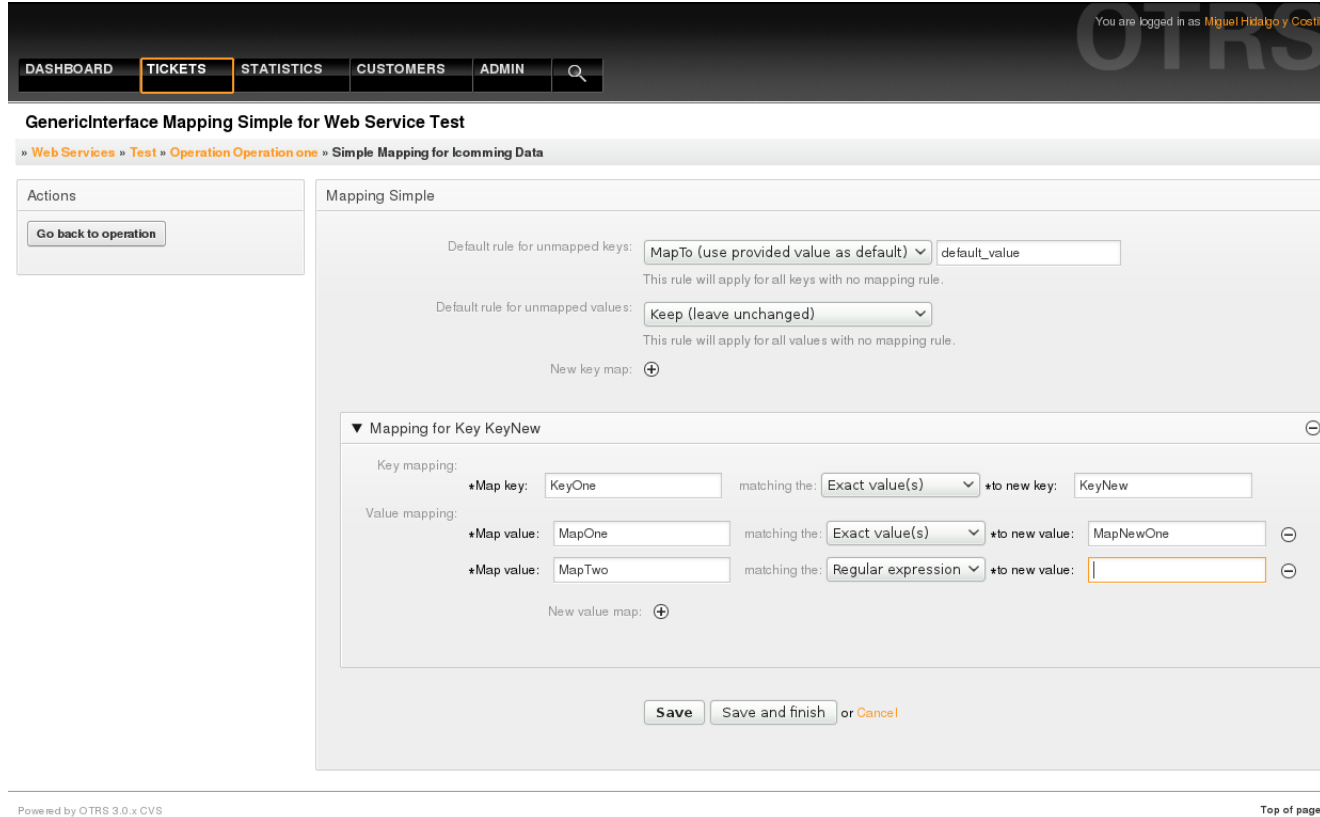 You are logged in as Miguel Hidalgo y Costil
OTRS
DASHBOARD TICKETS STATISTICS CUSTOMERS ADMIN
GenericInterface Mapping Simple for Web Service Test
» Web Services » Test » Operation Operation one » Simple Mapping for Icomming Data
Actions
Go back to operation
Mapping Simple
Default rule for unmapped keys: MapTo (use provided value as default) default_value
This rule will apply for all keys with no mapping rule.
Default rule for unmapped values: Keep (leave unchanged)
This rule will apply for all values with no mapping rule.
New key map:
▼ Mapping for Key KeyNew
Key mapping:
*Map key: KeyOne matching the: Exact value(s) *to new key: KeyNew
Value mapping:
*Map value: MapOne matching the: Exact value(s) *to new value: MapNewOne
*Map value: MapTwo matching the: Regular expression *to new value:
New value map:
Save Save and finish or Cancel
Powered by OTRS 3.0.x CVS
Top of page